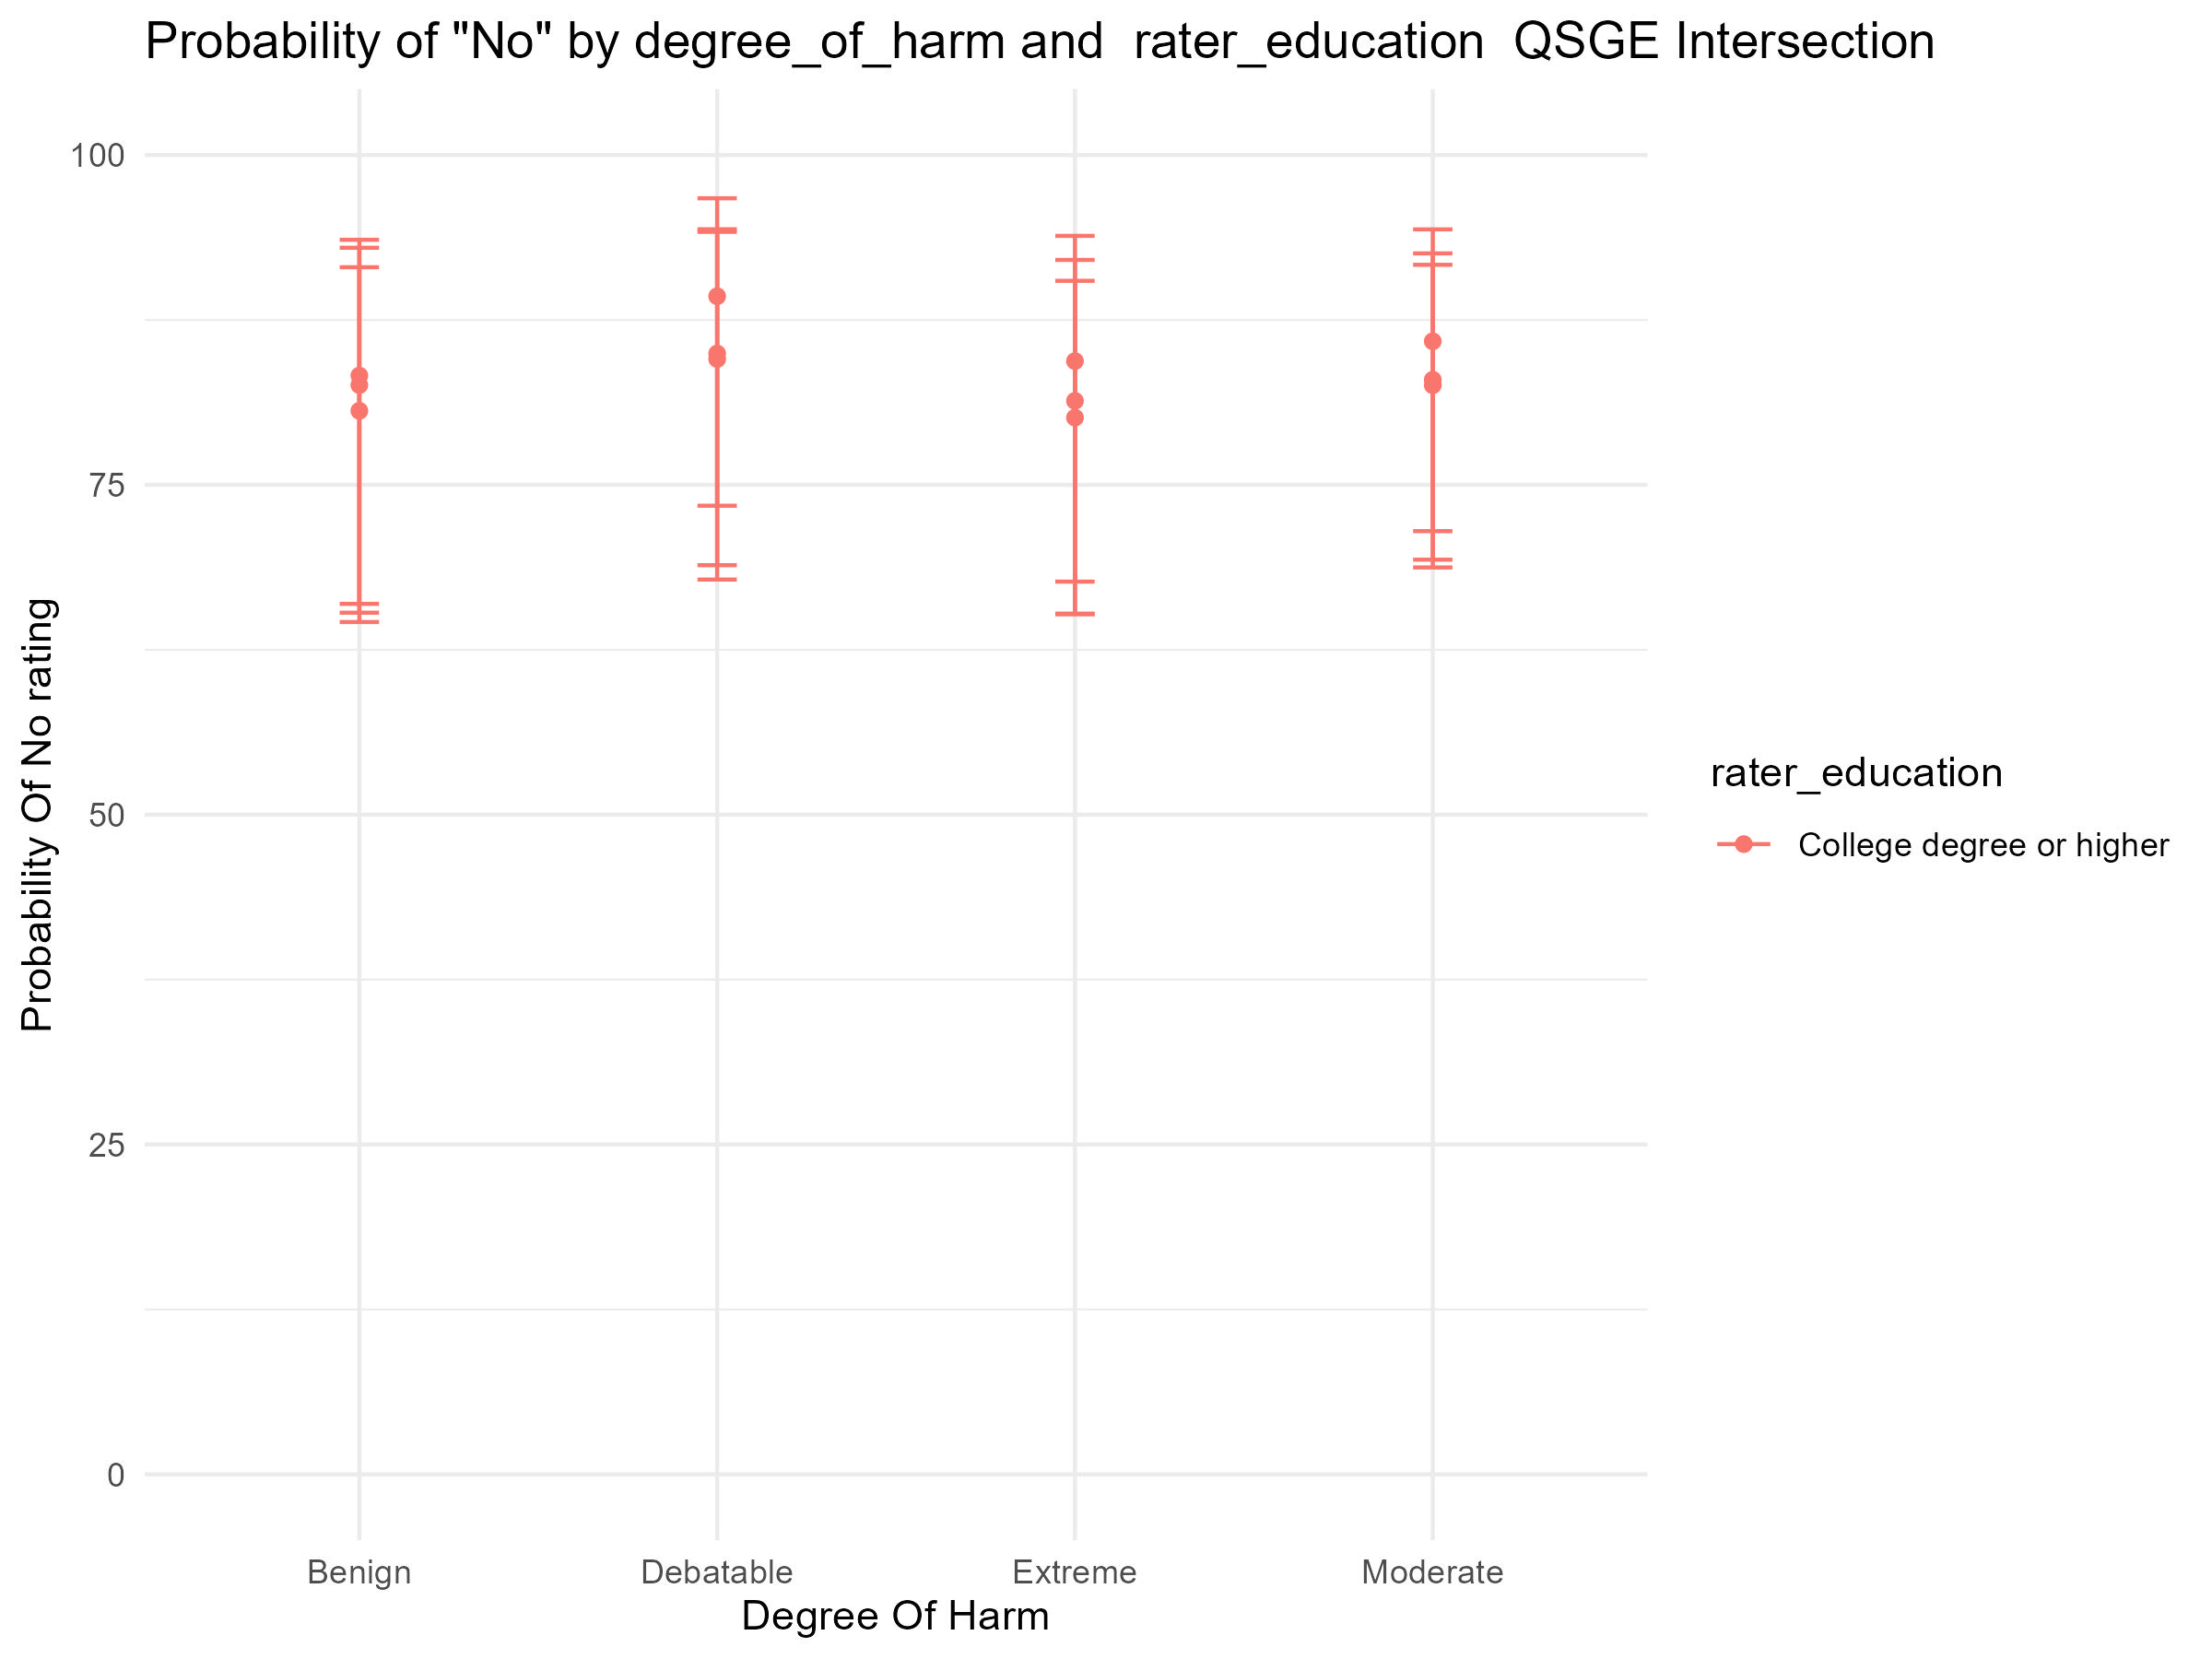 Probability of "No" by degree_of_harm and  rater_education  QSGE Intersection
Probability Of No rating
100
75
50
25
0
Benign
Debatable
Extreme
Moderate
Degree Of Harm
rater_education
College degree or higher